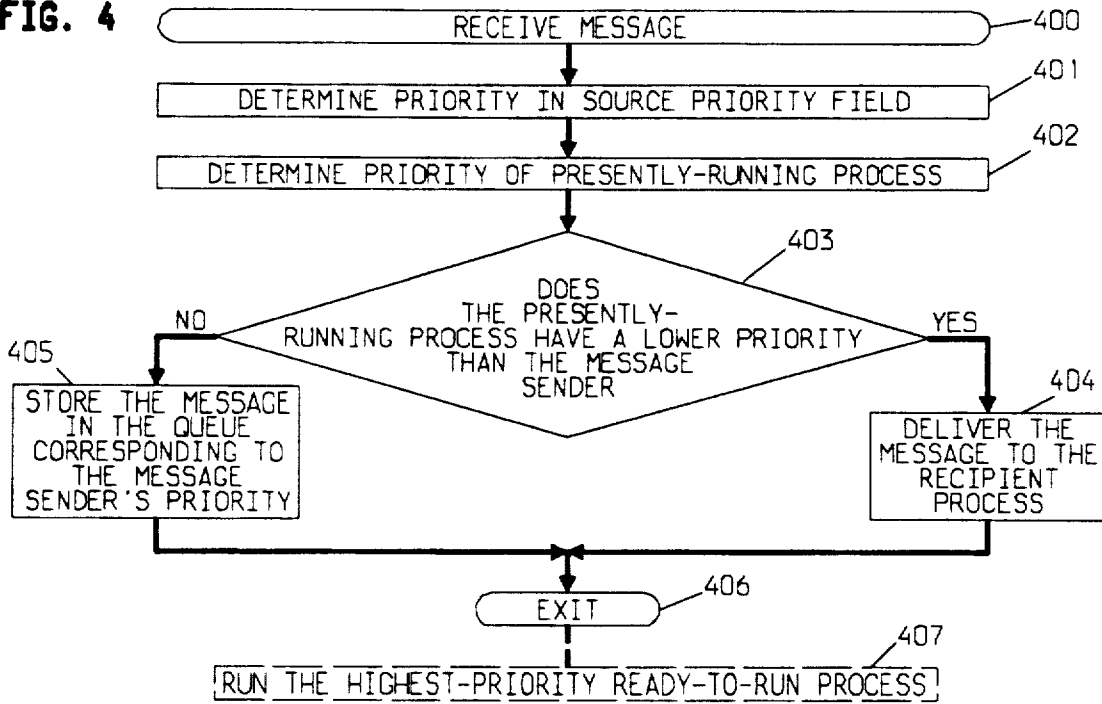 FIG. 4
RECEIVE MESSAGE
400
401
DETERMINE PRIORITY IN SOURCE PRIORITY FIELD
402
DETERMINE PRIORITY OF PRESENTLY-RUNNING PROCESS
403
DOES
THE PRESENTLY-
RUNNING PROCESS HAVE A LOWER PRIORITY
THAN THE MESSAGE
SENDER
NO
YES
405
STORE THE MESSAGE
IN THE QUEUE
CORRESPONDING TO
THE MESSAGE
SENDER'S PRIORITY
404
DELIVER THE
MESSAGE TO THE
RECIPIENT
PROCESS
406
EXIT
407
RUN THE HIGHEST-PRIORITY READY-TO-RUN PROCESS